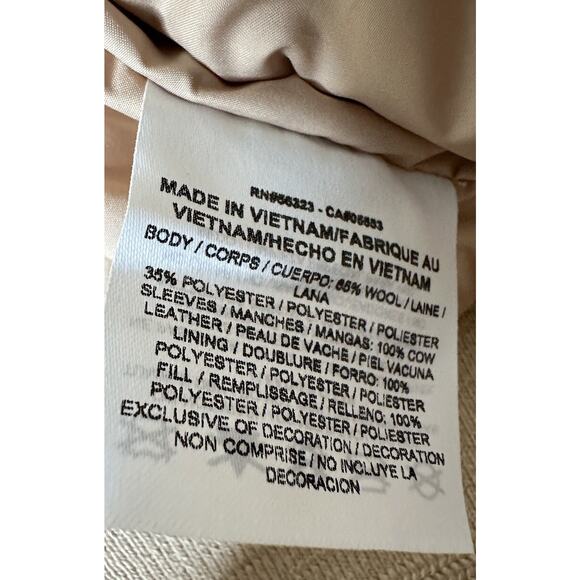 RN#56323 - CA#05553
MADE IN VIETNAM/FABRIQUE AU
VIETNAM/HECHO EN VIETNAM
BODY / CORPS / CUERPO: 65% WOOL / LAINE /
LANA
35% POLYESTER / POLYESTER / POLIESTER
SLEEVES / MANCHES / MANGAS: 100% COW
LEATHER / PEAU DE VACHE / PIEL VACUNA
LINING / DOUBLURE / FORRO: 100%
POLYESTER / POLYESTER / POLIESTER
FILL / REMPLISSAGE / RELLENO: 100%
POLYESTER / POLYESTER / POLIESTER
EXCLUSIVE OF DECORATION / DECORATION
NON COMPRISE / NO INCLUYE LA
DECORACION